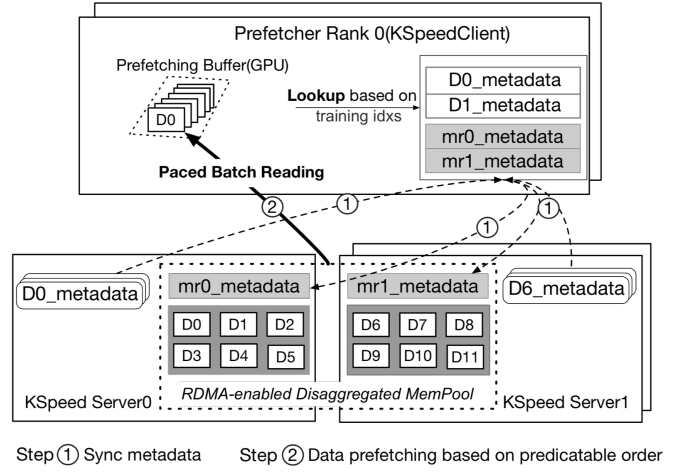 Prefetcher Rank 0(KSpeedClient)
Prefetching Buffer(GPU)
D0
Lookup based on
training idxs
D0_metadata
D1_metadata
mr0_metadata
mr1_metadata
Paced Batch Reading
2
1
1
1
D0_metadata
mr0_metadata
D0 D1 D2
D3 D4 D5
mr1_metadata
D6 D7 D8
D9 D10 D11
D6_metadata
RDMA-enabled Disaggregated MemPool
KSpeed Server0
KSpeed Server1
Step 1 Sync metadata
Step 2 Data prefetching based on predicatable order